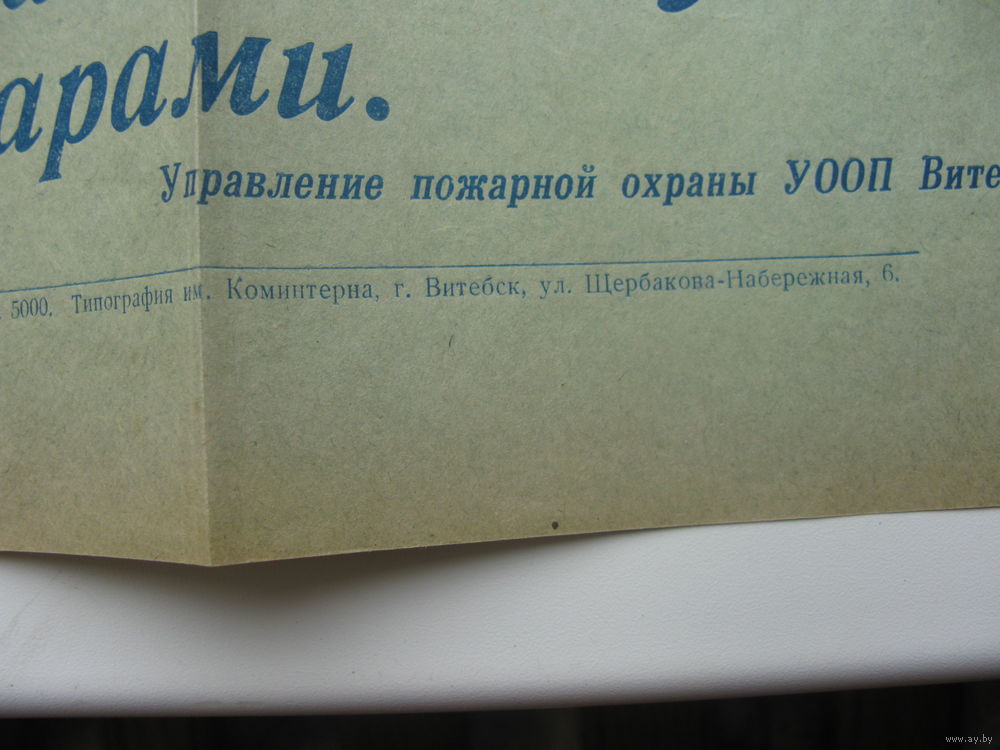 арами.
Управление пожарной охраны УООП Вите
5000. Типография им. Коминтерна, г. Витебск, ул. Щербакова-Набережная, 6.
www.ay.by